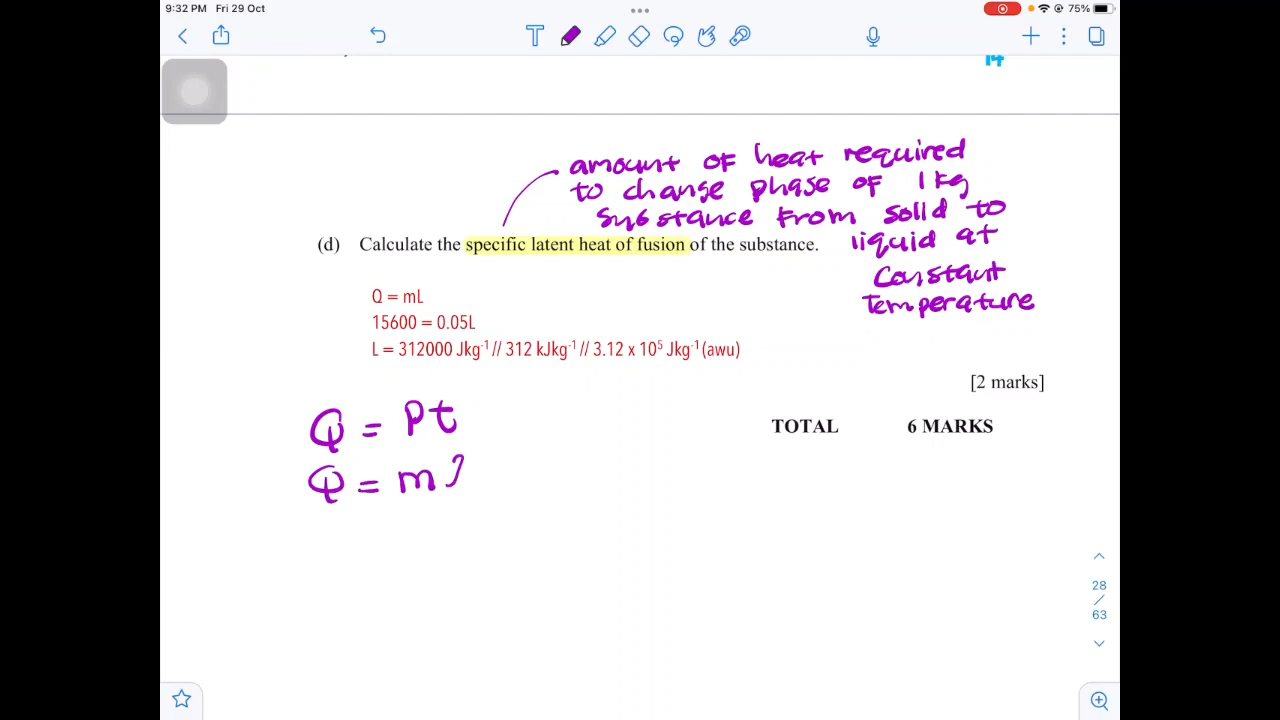 9:32 PM Fri 29 Oct
75%
14
amount of heat required
to change phase of 1 kg
substance from solid to
liquid at
constant
temperature
(d) Calculate the specific latent heat of fusion of the substance.
Q = mL
15600 = 0.05L
L = 312000 Jkg⁻¹ // 312 kJkg⁻¹ // 3.12 x 10⁵ Jkg⁻¹ (awu)
[2 marks]
TOTAL 6 MARKS
Q = Pt
Q = m
28
/
63